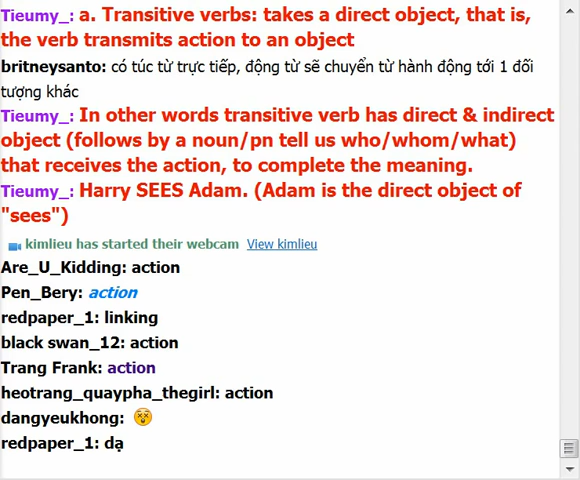 Tieumy_: a. Transitive verbs: takes a direct object, that is,
the verb transmits action to an object
britneysanto: có túc từ trực tiếp, động từ sẽ chuyển từ hành động tới 1 đối
tượng khác
Tieumy_: In other words transitive verb has direct & indirect
object (follows by a noun/pn tell us who/whom/what)
that receives the action, to complete the meaning.
Tieumy_: Harry SEES Adam. (Adam is the direct object of
"sees")
kimlieu has started their webcam View kimlieu
Are_U_Kidding: action
Pen_Bery: action
redpaper_1: linking
black swan_12: action
Trang Frank: action
heotrang_quaypha_thegirl: action
dangyeukhong:
redpaper_1: dạ